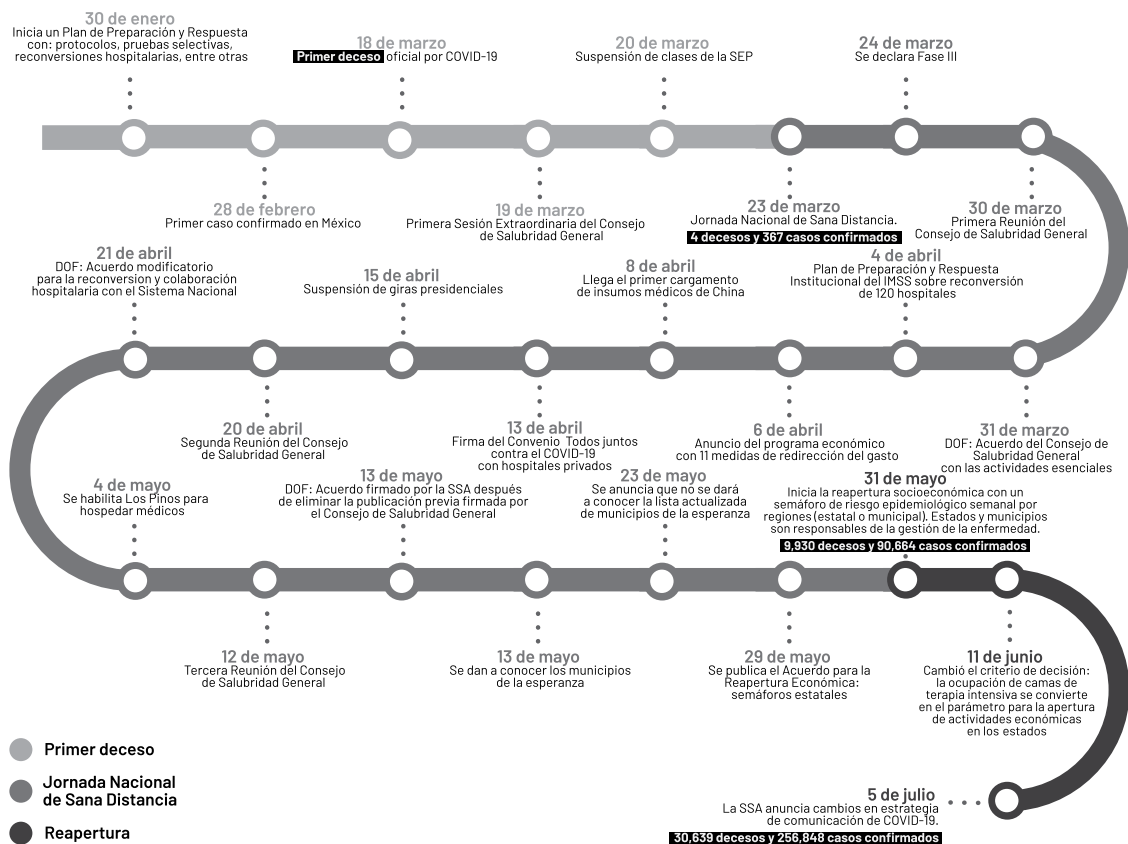 30 de enero
Inicia un Plan de Preparación y Respuesta
con: protocolos, pruebas selectivas,
reconversiones hospitalarias, entre otras
18 de marzo
Primer deceso oficial por COVID-19
20 de marzo
Suspensión de clases de la SEP
24 de marzo
Se declara Fase III
28 de febrero
Primer caso confirmado en México
19 de marzo
Primera Sesión Extraordinaria del Consejo
de Salubridad General
23 de marzo
Jornada Nacional de Sana Distancia.
4 decesos y 367 casos confirmados
30 de marzo
Primera Reunión del
Consejo de Salubridad General
21 de abril
DOF: Acuerdo modificatorio
para la reconversion y colaboración
hospitalaria con el Sistema Nacional
15 de abril
Suspensión de giras presidenciales
8 de abril
Llega el primer cargamento
de insumos médicos de China
4 de abril
Plan de Preparación y Respuesta
Institucional del IMSS sobre reconversión
de 120 hospitales
20 de abril
Segunda Reunión del Consejo
de Salubridad General
13 de abril
Firma del Convenio Todos juntos
contra el COVID-19
con hospitales privados
6 de abril
Anuncio del programa económico
con 11 medidas de redirección del gasto
31 de marzo
DOF: Acuerdo del Consejo de
Salubridad General
con las actividades esenciales
4 de mayo
Se habilita Los Pinos para
hospedar médicos
13 de mayo
DOF: Acuerdo firmado por la SSA después
de eliminar la publicación previa firmada por
el Consejo de Salubridad General
23 de mayo
Se anuncia que no se dará
a conocer la lista actualizada
de municipios de la esperanza
31 de mayo
Inicia la reapertura socioeconómica con un
semáforo de riesgo epidemiológico semanal por
regiones (estatal o municipal). Estados y municipios
son responsables de la gestión de la enfermedad.
9,930 decesos y 90,664 casos confirmados
12 de mayo
Tercera Reunión del Consejo
de Salubridad General
13 de mayo
Se dan a conocer los municipios
de la esperanza
29 de mayo
Se publica el Acuerdo para la
Reapertura Económica:
semáforos estatales
11 de junio
Cambió el criterio de decisión:
la ocupación de camas de
terapia intensiva se convierte
en el parámetro para la apertura
de actividades económicas
en los estados
Primer deceso
Jornada Nacional
de Sana Distancia
Reapertura
5 de julio
La SSA anuncia cambios en estrategia
de comunicación de COVID-19.
30,639 decesos y 256,848 casos confirmados